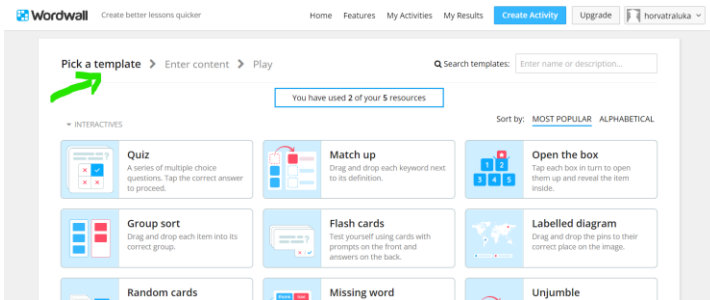 Wordwall Create better lessons quicker Home Features My Activities My Results Create Activity Upgrade horvatraluka
Pick a template > Enter content > Play Search templates: Enter name or description...
You have used 2 of your 5 resources
Sort by: MOST POPULAR ALPHABETICAL
INTERACTIVES
Quiz
A series of multiple choice
questions. Tap the correct answer
to proceed.
Match up
Drag and drop each keyword next
to its definition.
1 2
3 4 5
Open the box
Tap each box in turn to open
them up and reveal the item
inside.
Group sort
Drag and drop each item into its
correct group.
Flash cards
Test yourself using cards with
prompts on the front and
answers on the back.
Labelled diagram
Drag and drop the pins to their
correct place on the image.
Random cards
Missing word
Unjumble